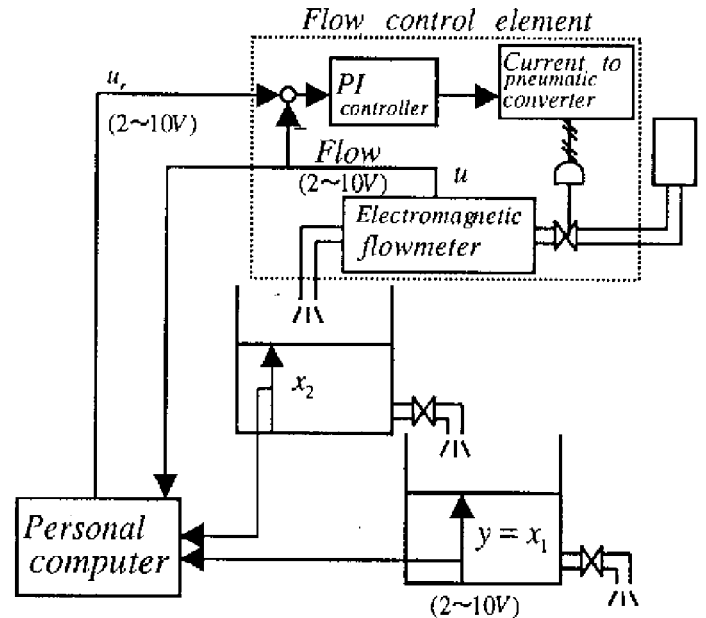 Flow control element
u_r
(2~10V)
PI
controller
Current to
pneumatic
converter
−
Flow
(2~10V)
u
Electromagnetic
flowmeter
x_2
Personal
computer
y = x_1
(2~10V)